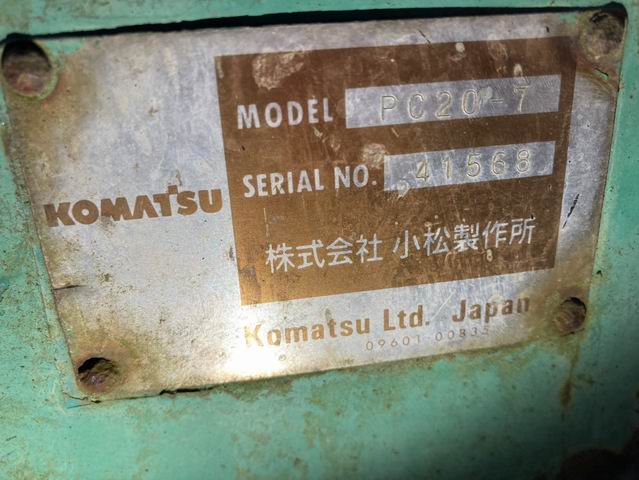 MODEL PC20-7
SERIAL NO. 41568
KOMATSU
株式会社 小松製作所
Komatsu Ltd. Japan
09601 00333